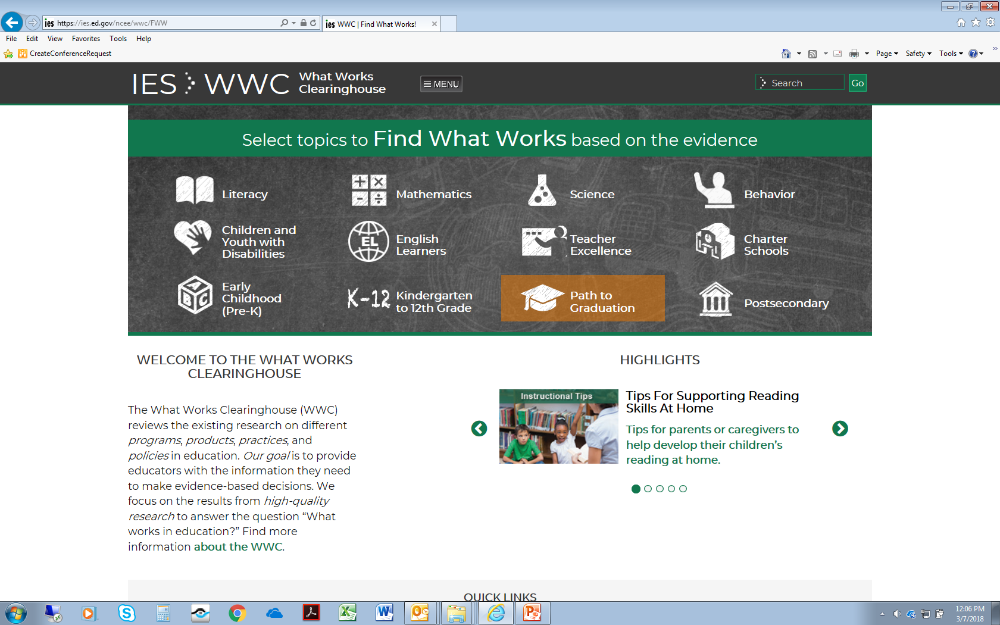 ies https://ies.ed.gov/ncee/wwc/FWW
ies WWC | Find What Works!
File Edit View Favorites Tools Help
CreateConferenceRequest
Page Safety Tools
IES WWC What Works
Clearinghouse
MENU
Search
Go
Select topics to Find What Works based on the evidence
Literacy
Mathematics
Science
Behavior
Children and
Youth with
Disabilities
EL
English
Learners
Teacher
Excellence
Charter
Schools
ABC
Early
Childhood
(Pre-K)
K-12
Kindergarten
to 12th Grade
Path to
Graduation
Postsecondary
WELCOME TO THE WHAT WORKS
CLEARINGHOUSE
The What Works Clearinghouse (WWC)
reviews the existing research on different
programs, products, practices, and
policies in education. Our goal is to provide
educators with the information they need
to make evidence-based decisions. We
focus on the results from high-quality
research to answer the question “What
works in education?” Find more
information about the WWC.
HIGHLIGHTS
Instructional Tips
Tips For Supporting Reading
Skills At Home
Tips for parents or caregivers to
help develop their children’s
reading at home.
QUICK LINKS
12:06 PM
3/7/2018